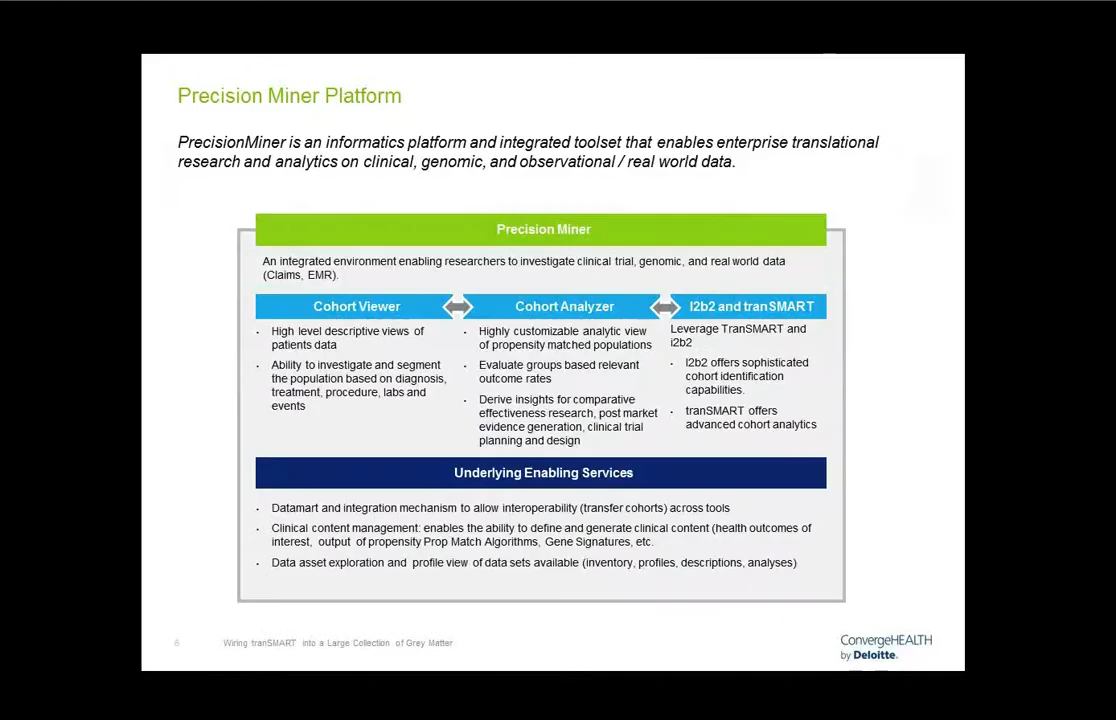 Precision Miner Platform
PrecisionMiner is an informatics platform and integrated toolset that enables enterprise translational
research and analytics on clinical, genomic, and observational / real world data.
Precision Miner
An integrated environment enabling researchers to investigate clinical trial, genomic, and real world data
(Claims, EMR).
Cohort Viewer
· High level descriptive views of
patients data
· Ability to investigate and segment
the population based on diagnosis,
treatment, procedure, labs and
events
Cohort Analyzer
· Highly customizable analytic view
of propensity matched populations
· Evaluate groups based relevant
outcome rates
· Derive insights for comparative
effectiveness research, post market
evidence generation, clinical trial
planning and design
I2b2 and tranSMART
Leverage TranSMART and
i2b2
· I2b2 offers sophisticated
cohort identification
capabilities.
· tranSMART offers
advanced cohort analytics
Underlying Enabling Services
· Datamart and integration mechanism to allow interoperability (transfer cohorts) across tools
· Clinical content management: enables the ability to define and generate clinical content (health outcomes of
interest, output of propensity Prop Match Algorithms, Gene Signatures, etc.
· Data asset exploration and profile view of data sets available (inventory, profiles, descriptions, analyses)
6 Wiring tranSMART into a Large Collection of Grey Matter
ConvergeHEALTH
by Deloitte.